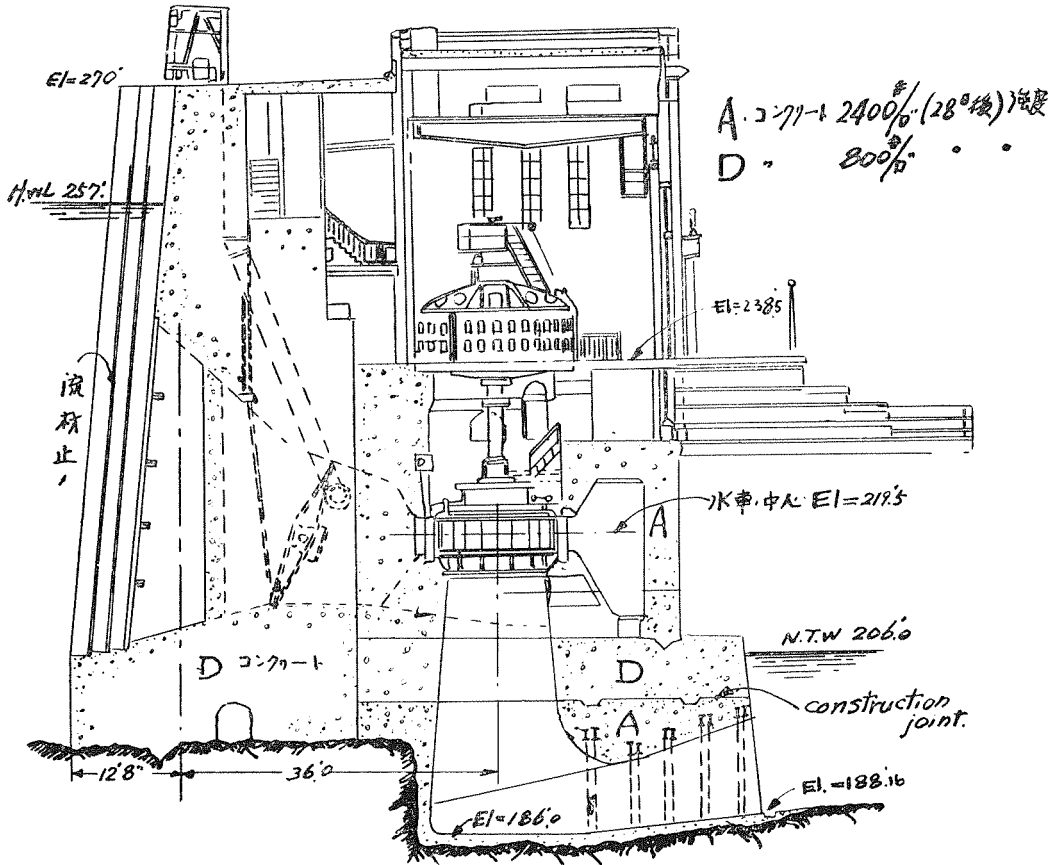 El=270'
H.W.L 257'
流材止
A. コンクリート 2400#/□" (28日後) 強度
D 〃 800#/□" 〃 〃
El=238.5
水車中心 El=219.5
A
N.T.W 206.0
D コンクリート
D
A
construction
joint.
12'8"
36'.0
El=186.0
El.=188.16